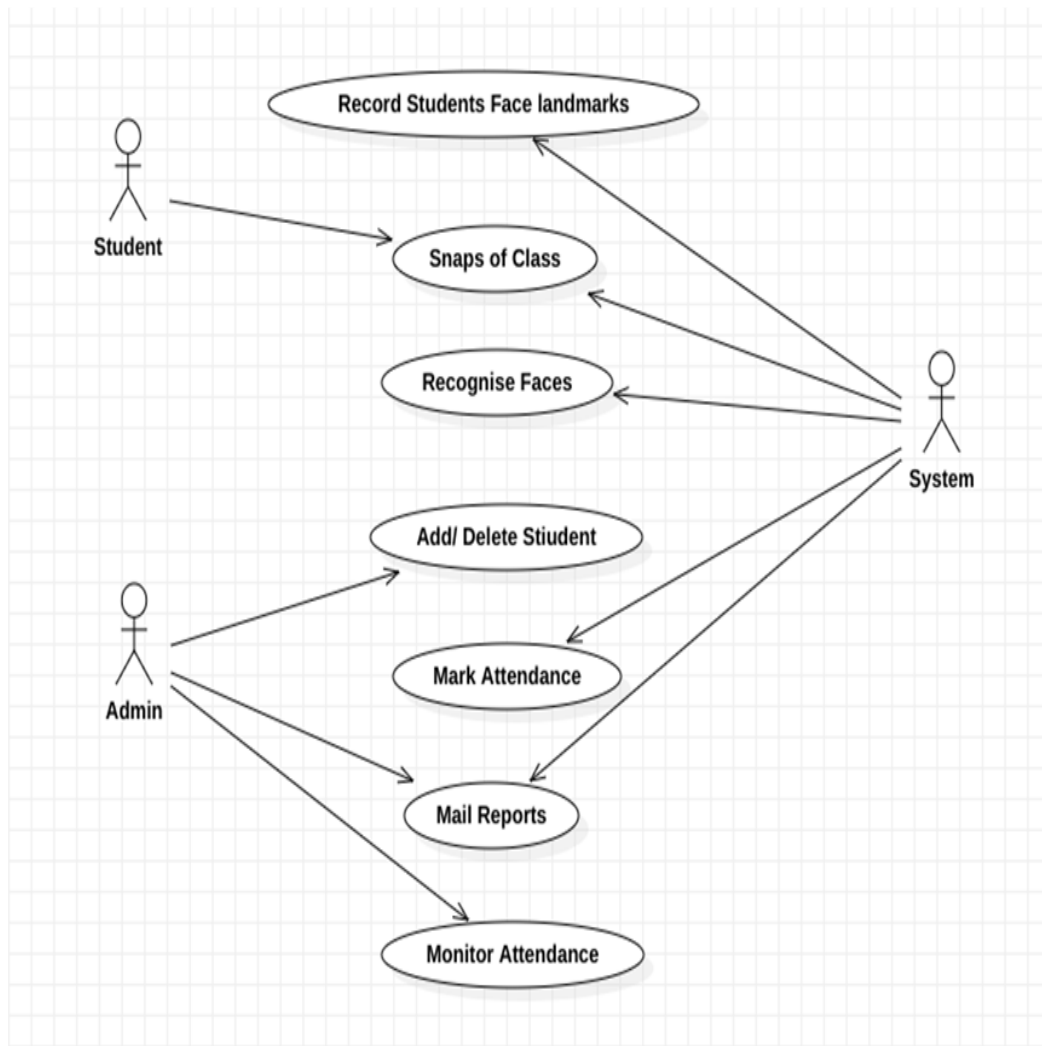 Record Students Face landmarks
Student
Snaps of Class
Recognise Faces
System
Add/ Delete Stiudent
Mark Attendance
Admin
Mail Reports
Monitor Attendance